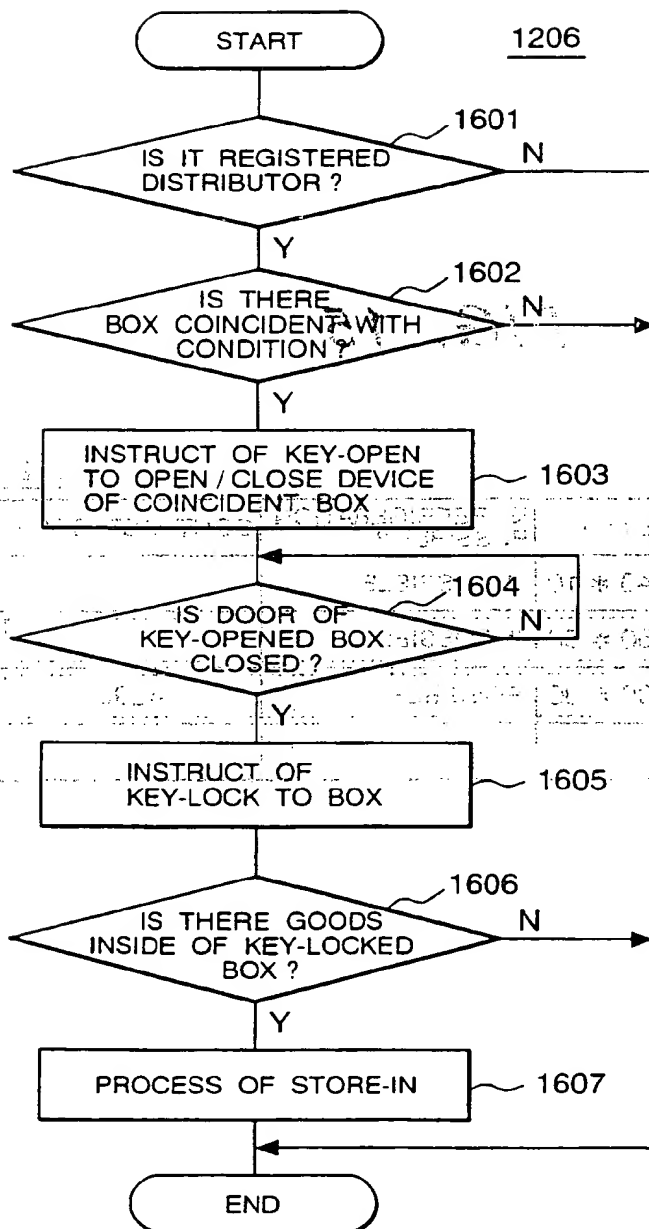 START
1206
1601
IS IT REGISTERED
DISTRIBUTOR ?
N
Y
1602
IS THERE
BOX COINCIDENT WITH
CONDITION ?
N
Y
INSTRUCT OF KEY-OPEN
TO OPEN / CLOSE DEVICE
OF COINCIDENT BOX
1603
1604
IS DOOR OF
KEY-OPENED BOX
CLOSED ?
N
Y
INSTRUCT OF
KEY-LOCK TO BOX
1605
1606
IS THERE GOODS
INSIDE OF KEY-LOCKED
BOX ?
N
Y
PROCESS OF STORE-IN
1607
END